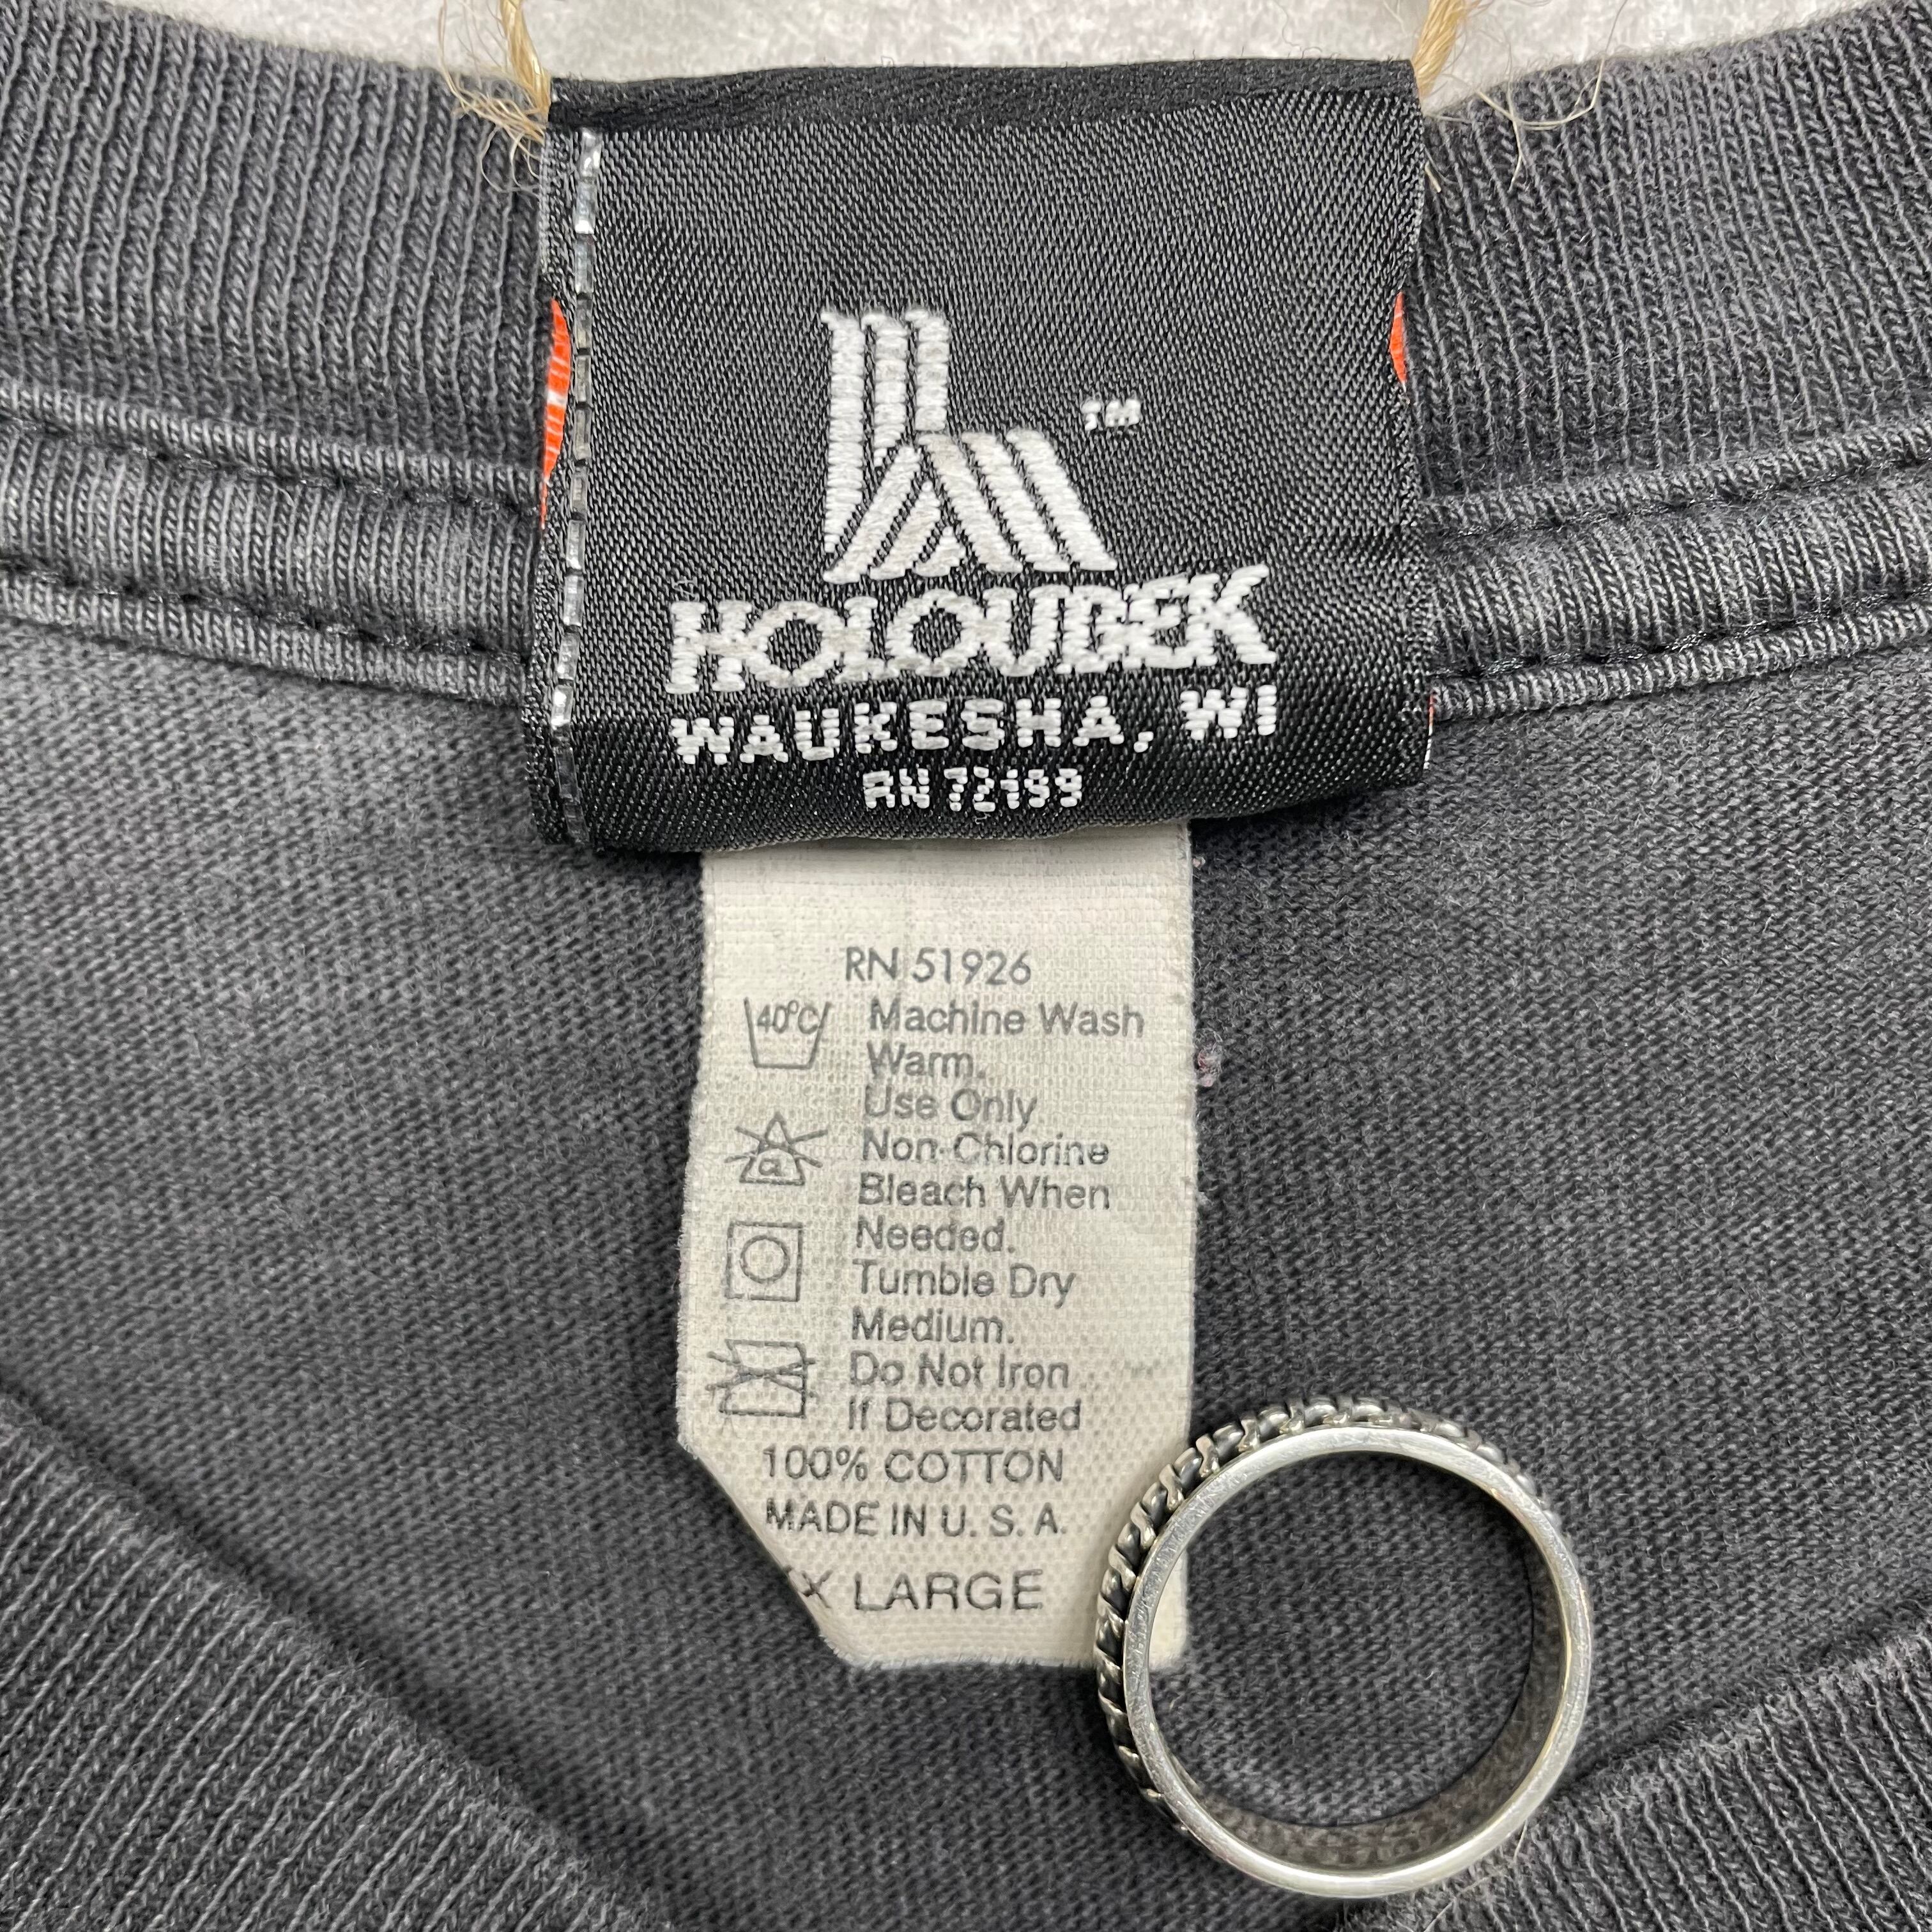 TM
HOLOUBEK
WAUKESHA, WI
RN 72199
RN 51926
40°C Machine Wash
Warm.
Use Only
Non-Chlorine
Bleach When
Needed.
Tumble Dry
Medium.
Do Not Iron
If Decorated
100% COTTON
MADE IN U. S. A.
X LARGE